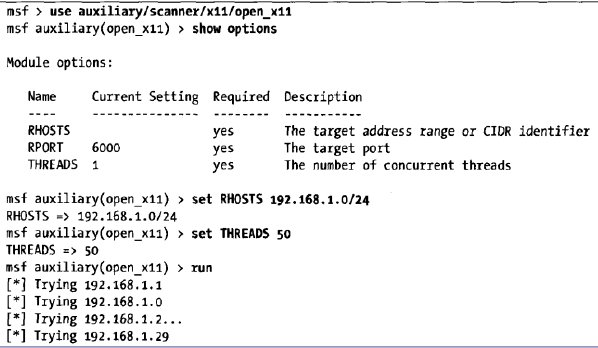 msf > use auxiliary/scanner/x11/open_x11
msf auxiliary(open_x11) > show options
Module options:
Name Current Setting Required Description
---- --------------- -------- -----------
RHOSTS yes The target address range or CIDR identifier
RPORT 6000 yes The target port
THREADS 1 yes The number of concurrent threads
msf auxiliary(open_x11) > set RHOSTS 192.168.1.0/24
RHOSTS => 192.168.1.0/24
msf auxiliary(open_x11) > set THREADS 50
THREADS => 50
msf auxiliary(open_x11) > run
[*] Trying 192.168.1.1
[*] Trying 192.168.1.0
[*] Trying 192.168.1.2...
[*] Trying 192.168.1.29